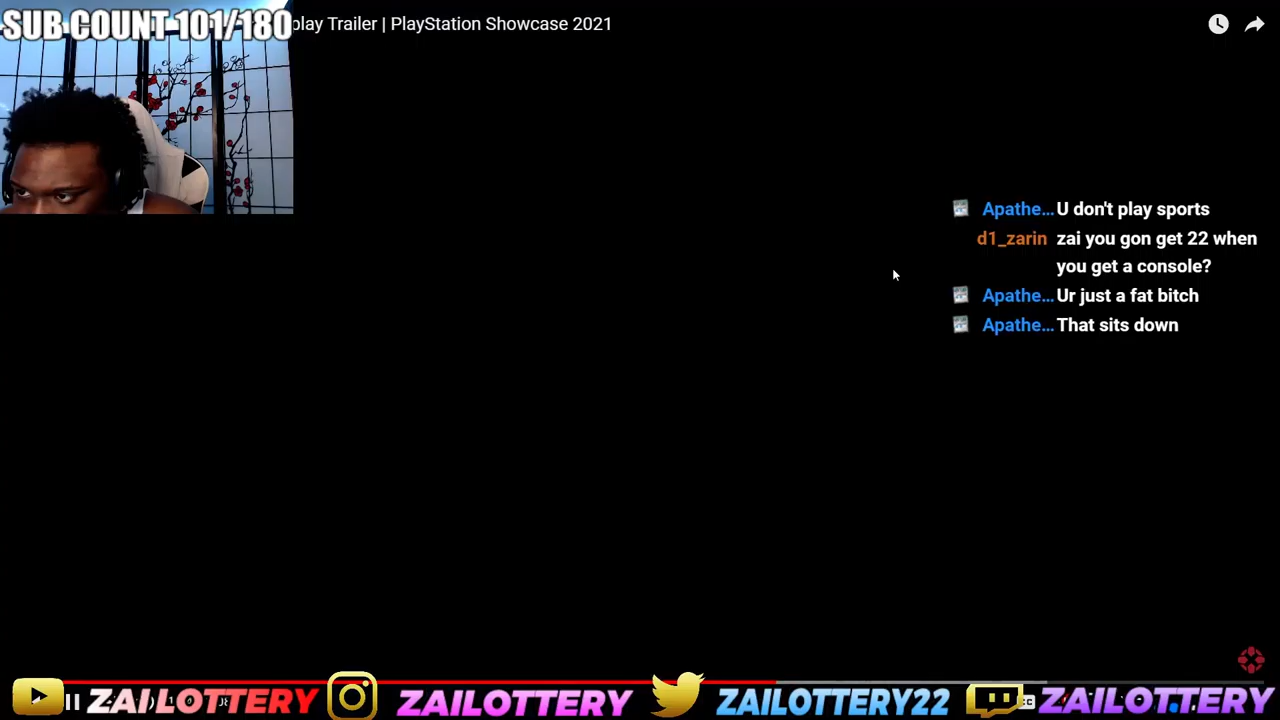 SUB COUNT 101/180
play Trailer | PlayStation Showcase 2021
Apathe... U don't play sports
d1_zarin zai you gon get 22 when
you get a console?
Apathe... Ur just a fat bitch
Apathe... That sits down
ZAILOTTERY ZAILOTTERY ZAILOTTERY22 ZAILOTTERY